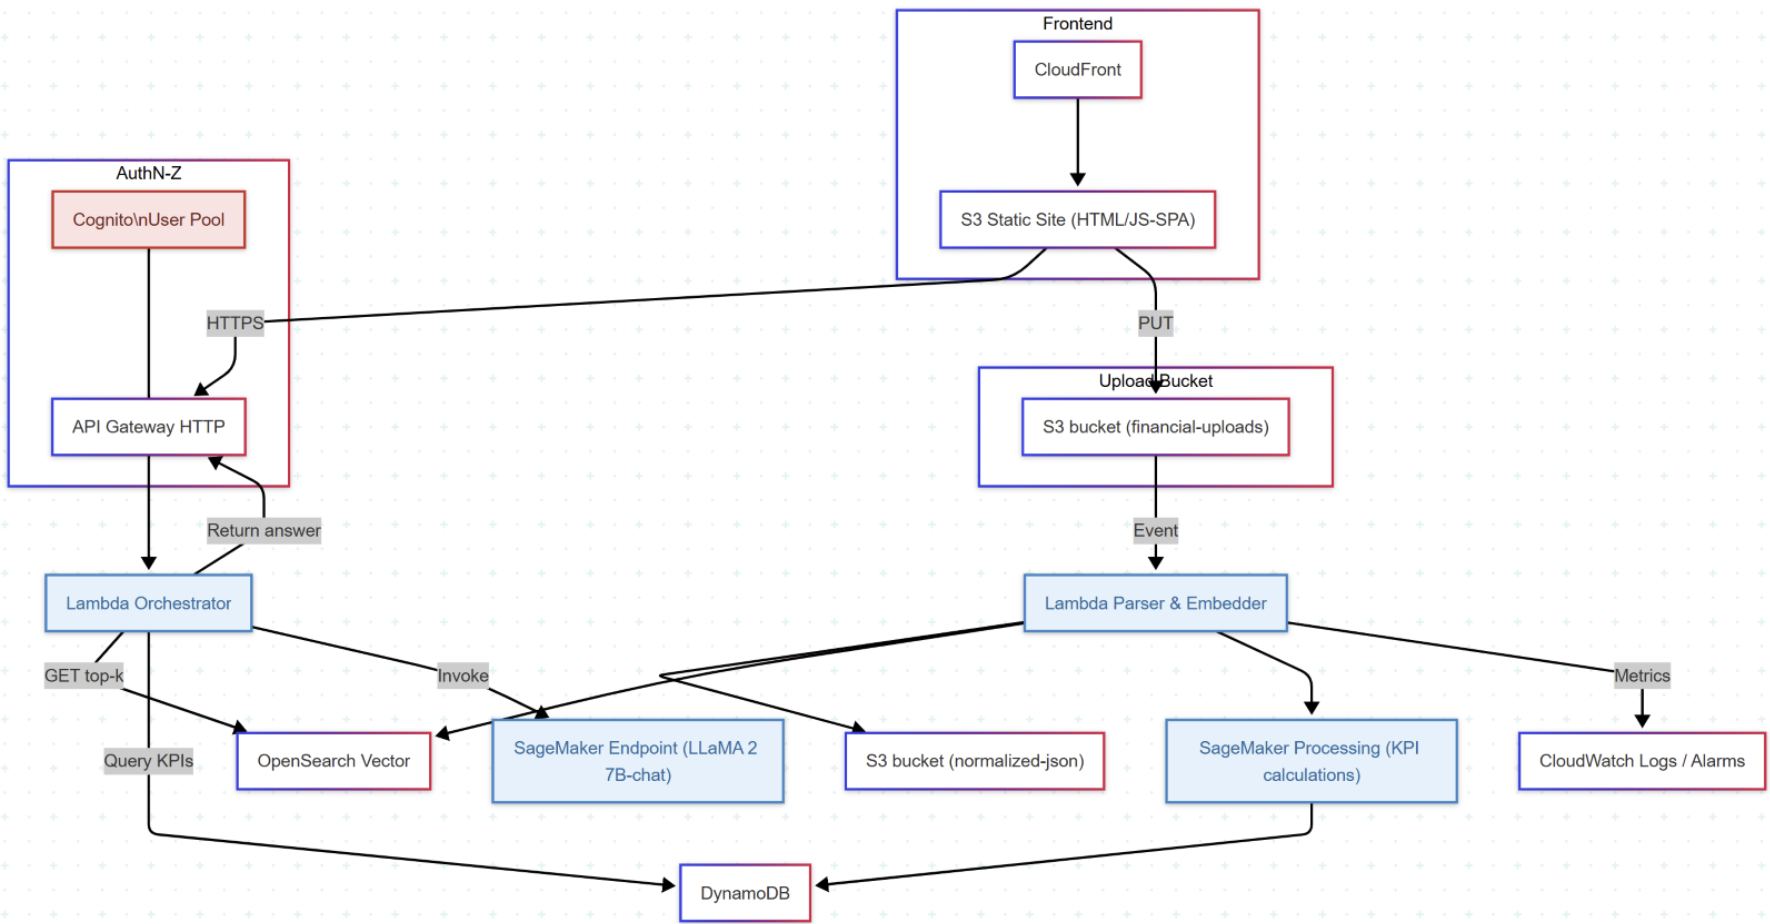 Frontend
CloudFront
S3 Static Site (HTML/JS-SPA)
AuthN-Z
Cognito\nUser Pool
HTTPS
PUT
API Gateway HTTP
Upload Bucket
S3 bucket (financial-uploads)
Return answer
Event
Lambda Orchestrator
Lambda Parser & Embedder
GET top-k
Invoke
Metrics
Query KPIs
OpenSearch Vector
SageMaker Endpoint (LLaMA 2
7B-chat)
S3 bucket (normalized-json)
SageMaker Processing (KPI
calculations)
CloudWatch Logs / Alarms
DynamoDB